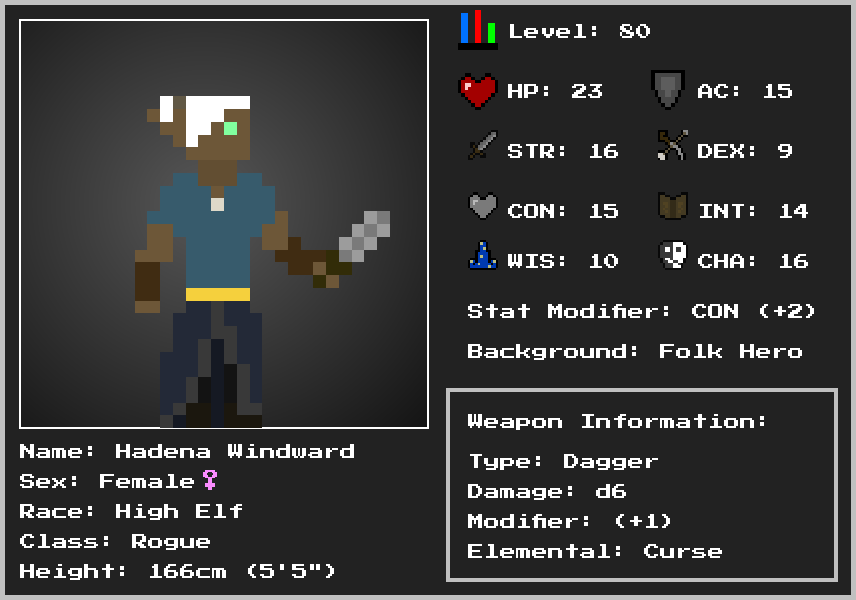 Level: 80
HP: 23
AC: 15
STR: 16
DEX: 9
CON: 15
INT: 14
WIS: 10
CHA: 16
Stat Modifier: CON (+2)
Background: Folk Hero
Weapon Information:
Type: Dagger
Damage: d6
Modifier: (+1)
Elemental: Curse
Name: Hadena Windward
Sex: Female♀
Race: High Elf
Class: Rogue
Height: 166cm (5'5")